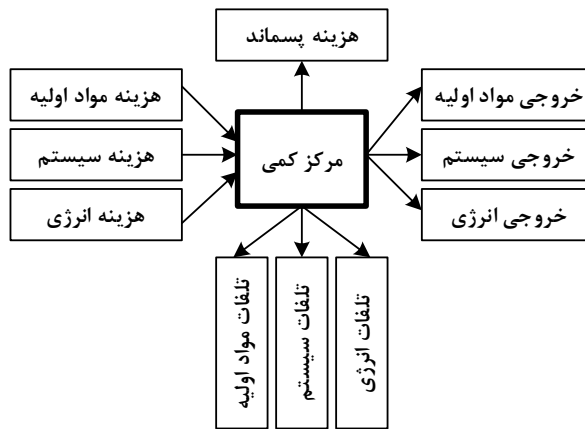 هزینه پسماند
خروجی مواد اولیه
هزینه مواد اولیه
خروجی سیستم
مرکز کمی
هزینه سیستم
خروجی انرژی
هزینه انرژی
تلفات مواد اولیه
تلفات سیستم
تلفات انرژی